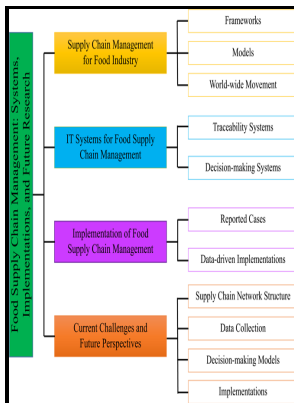 Food Supply Chain Management: Systems,
Implementations, and Future Research
Supply Chain Management
for Food Industry
Frameworks
Models
World-wide Movement
IT Systems for Food Supply
Chain Management
Traceability Systems
Decision-making Systems
Implementation of Food
Supply Chain Management
Reported Cases
Data-driven Implementations
Current Challenges and
Future Perspectives
Supply Chain Network Structure
Data Collection
Decision-making Models
Implementations